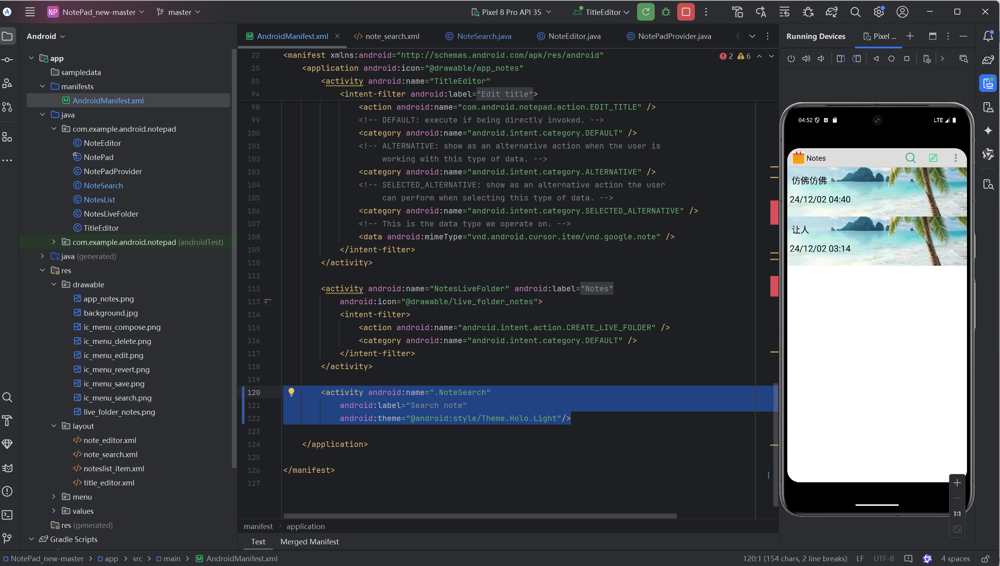 NP NotePad_new-master master Pixel 8 Pro API 35 TitleEditor
Android
app
sampledata
manifests
AndroidManifest.xml
java
com.example.android.notepad
NoteEditor
NotePad
NotePadProvider
NoteSearch
NotesList
NotesLiveFolder
TitleEditor
com.example.android.notepad (androidTest)
java (generated)
res
drawable
app_notes.png
background.jpg
ic_menu_compose.png
ic_menu_delete.png
ic_menu_edit.png
ic_menu_revert.png
ic_menu_save.png
ic_menu_search.png
live_folder_notes.png
layout
note_editor.xml
note_search.xml
noteslist_item.xml
title_editor.xml
menu
values
res (generated)
Gradle Scripts
AndroidManifest.xml note_search.xml NoteSearch.java NoteEditor.java NotePadProvider.java
2 6
22 <manifest xmlns:android="http://schemas.android.com/apk/res/android"
25 <application android:icon="@drawable/app_notes"
85 <activity android:name="TitleEditor"
94 <intent-filter android:label="Edit title">
98 <action android:name="com.android.notepad.action.EDIT_TITLE" />
99 <!-- DEFAULT: execute if being directly invoked. -->
100 <category android:name="android.intent.category.DEFAULT" />
101 <!-- ALTERNATIVE: show as an alternative action when the user is
102 working with this type of data. -->
103 <category android:name="android.intent.category.ALTERNATIVE" />
104 <!-- SELECTED_ALTERNATIVE: show as an alternative action the user
105 can perform when selecting this type of data. -->
106 <category android:name="android.intent.category.SELECTED_ALTERNATIVE" />
107 <!-- This is the data type we operate on. -->
108 <data android:mimeType="vnd.android.cursor.item/vnd.google.note" />
109 </intent-filter>
110 </activity>
111
112 <activity android:name="NotesLiveFolder" android:label="Notes"
113 android:icon="@drawable/live_folder_notes">
114 <intent-filter>
115 <action android:name="android.intent.action.CREATE_LIVE_FOLDER" />
116 <category android:name="android.intent.category.DEFAULT" />
117 </intent-filter>
118 </activity>
119
120 <activity android:name=".NoteSearch"
121 android:label="Search note"
122 android:theme="@android:style/Theme.Holo.Light"/>
123
124 </application>
125
126 </manifest>
127
manifest application
Text Merged Manifest
Running Devices Pixel ...
04:52 LTE
Notes
仿佛仿佛
24/12/02 04:40
让人
24/12/02 03:14
1:1
NotePad_new-master app src main AndroidManifest.xml 120:1 (154 chars, 2 line breaks) LF UTF-8 4 spaces